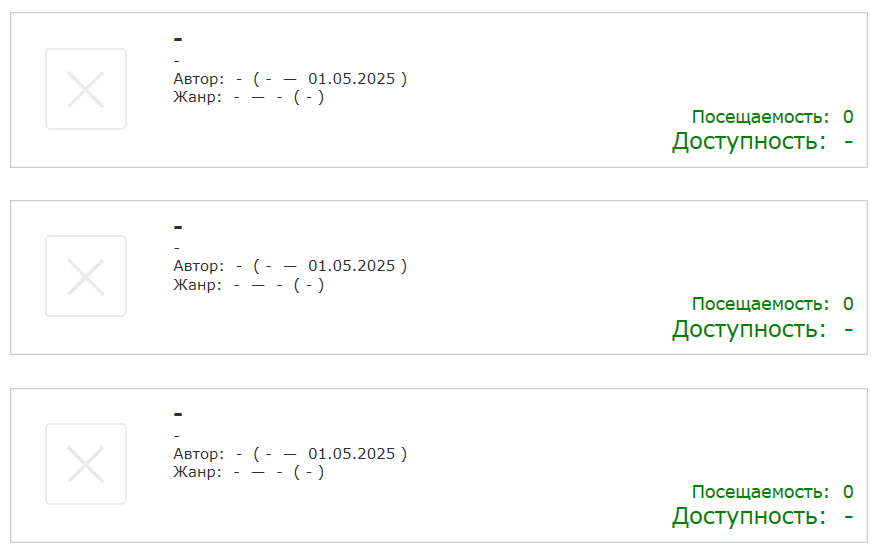 -
-
Автор: - ( - — 01.05.2025 )
Жанр: - — - ( - )
Посещаемость: 0
Доступность: -
-
-
Автор: - ( - — 01.05.2025 )
Жанр: - — - ( - )
Посещаемость: 0
Доступность: -
-
-
Автор: - ( - — 01.05.2025 )
Жанр: - — - ( - )
Посещаемость: 0
Доступность: -